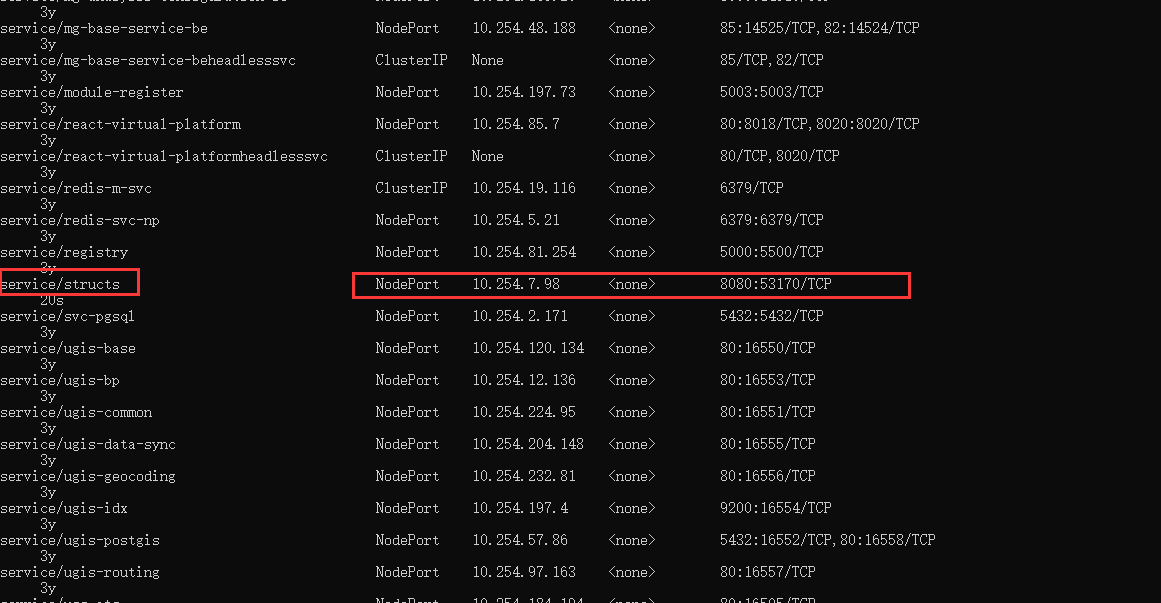 3y
service/mg-base-service-be NodePort 10.254.48.188 <none> 85:14525/TCP,82:14524/TCP
3y
service/mg-base-service-beheadlesssvc ClusterIP None <none> 85/TCP,82/TCP
3y
service/module-register NodePort 10.254.197.73 <none> 5003:5003/TCP
3y
service/react-virtual-platform NodePort 10.254.85.7 <none> 80:8018/TCP,8020:8020/TCP
3y
service/react-virtual-platformheadlesssvc ClusterIP None <none> 80/TCP,8020/TCP
3y
service/redis-m-svc ClusterIP 10.254.19.116 <none> 6379/TCP
3y
service/redis-svc-np NodePort 10.254.5.21 <none> 6379:6379/TCP
3y
service/registry NodePort 10.254.81.254 <none> 5000:5500/TCP
3y
service/structs NodePort 10.254.7.98 <none> 8080:53170/TCP
20s
service/svc-pgsql NodePort 10.254.2.171 <none> 5432:5432/TCP
3y
service/ugis-base NodePort 10.254.120.134 <none> 80:16550/TCP
3y
service/ugis-bp NodePort 10.254.12.136 <none> 80:16553/TCP
3y
service/ugis-common NodePort 10.254.224.95 <none> 80:16551/TCP
3y
service/ugis-data-sync NodePort 10.254.204.148 <none> 80:16555/TCP
3y
service/ugis-geocoding NodePort 10.254.232.81 <none> 80:16556/TCP
3y
service/ugis-idx NodePort 10.254.197.4 <none> 9200:16554/TCP
3y
service/ugis-postgis NodePort 10.254.57.86 <none> 5432:16552/TCP,80:16558/TCP
3y
service/ugis-routing NodePort 10.254.97.163 <none> 80:16557/TCP
3y